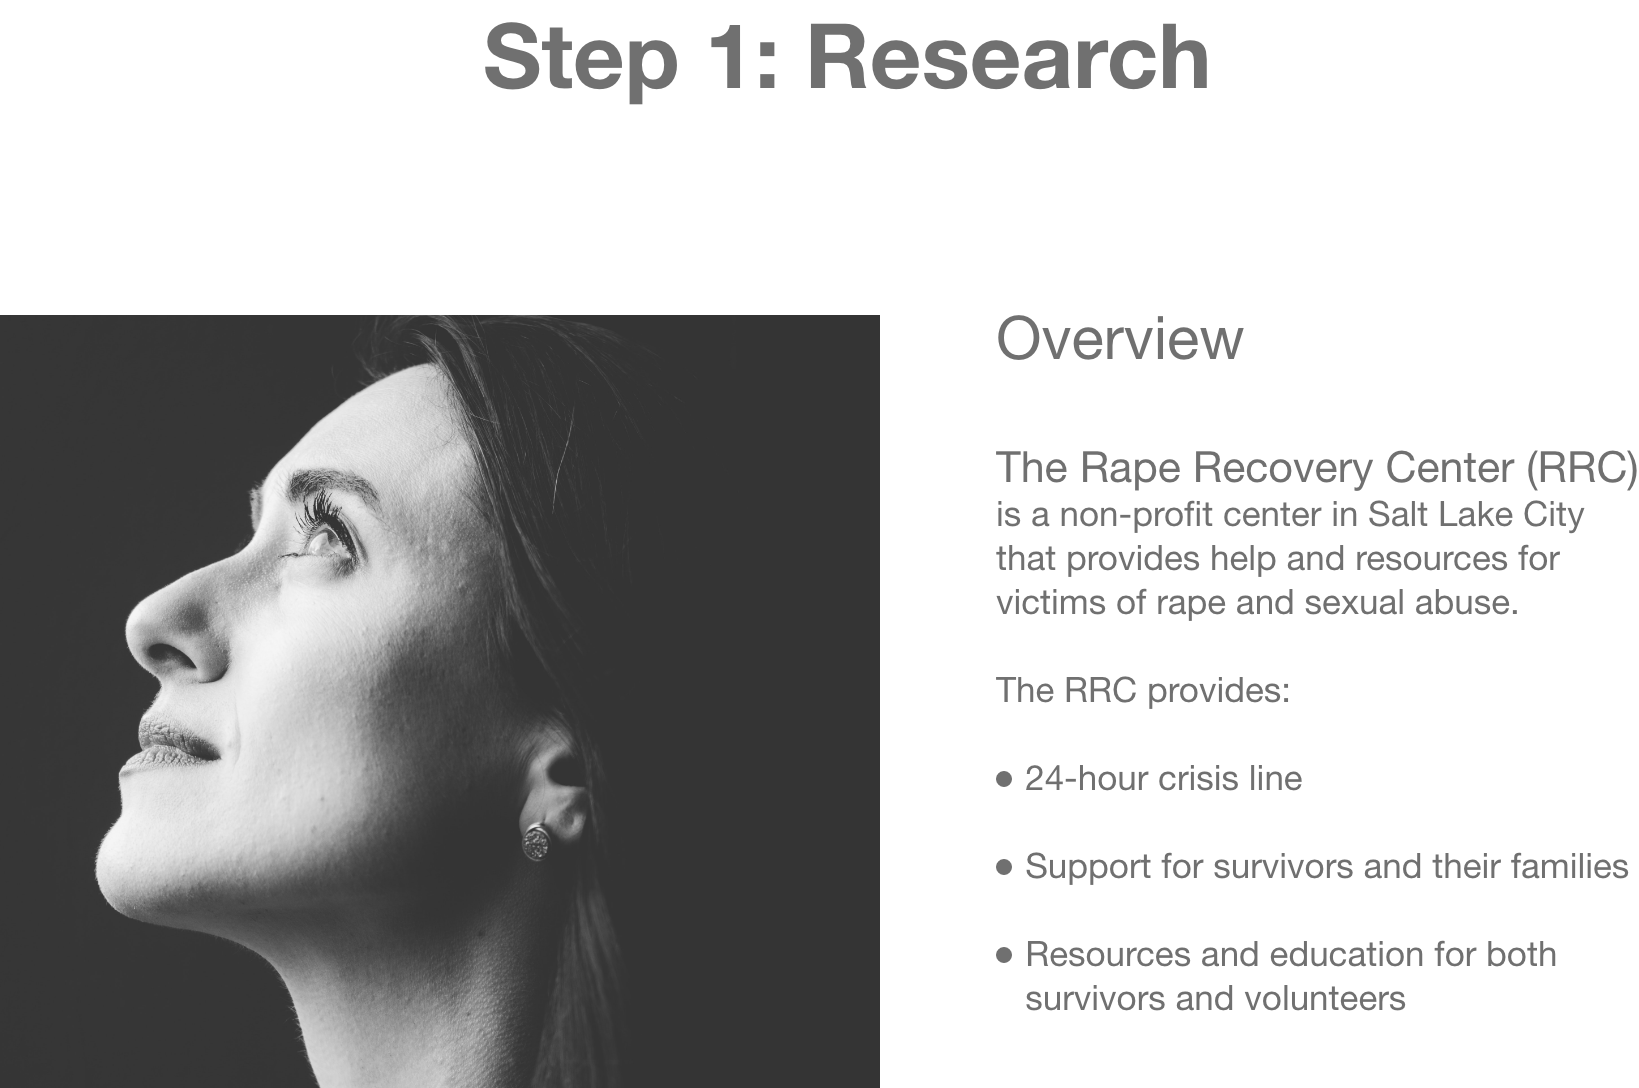 Step 1: Research
Overview
The Rape Recovery Center (RRC)
is a non-profit center in Salt Lake City
that provides help and resources for
victims of rape and sexual abuse.
The RRC provides:
● 24-hour crisis line
● Support for survivors and their families
● Resources and education for both
survivors and volunteers